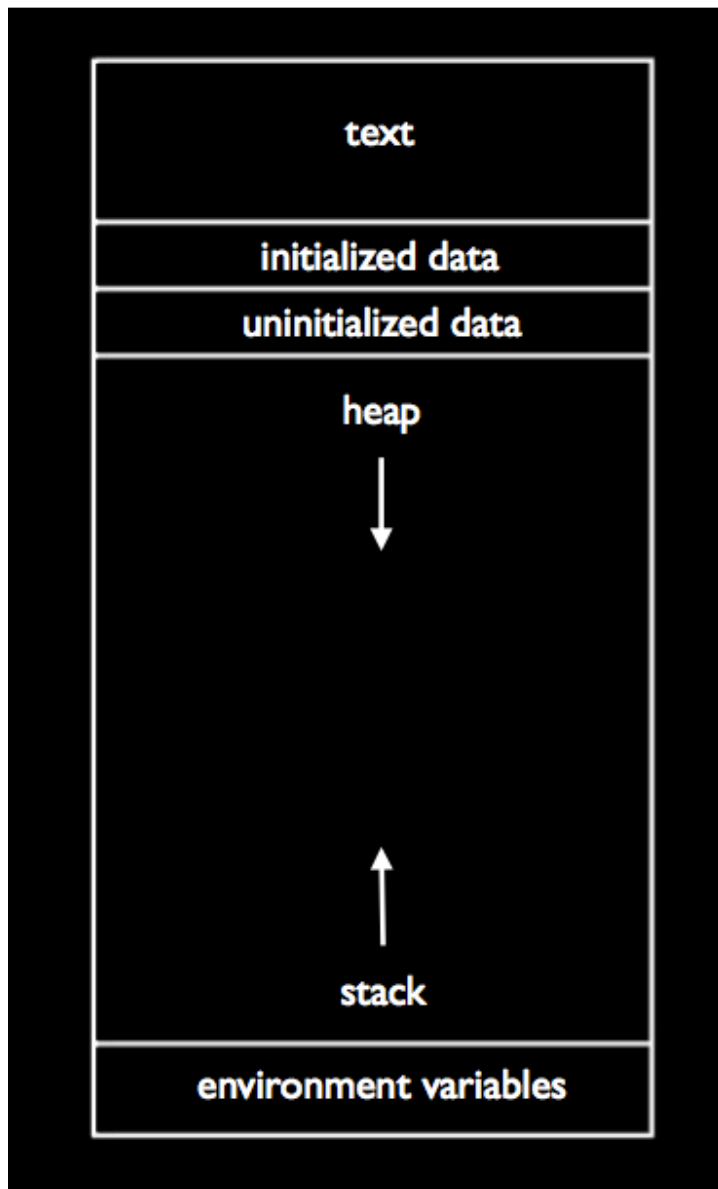 text
initialized data
uninitialized data
heap
stack
environment variables